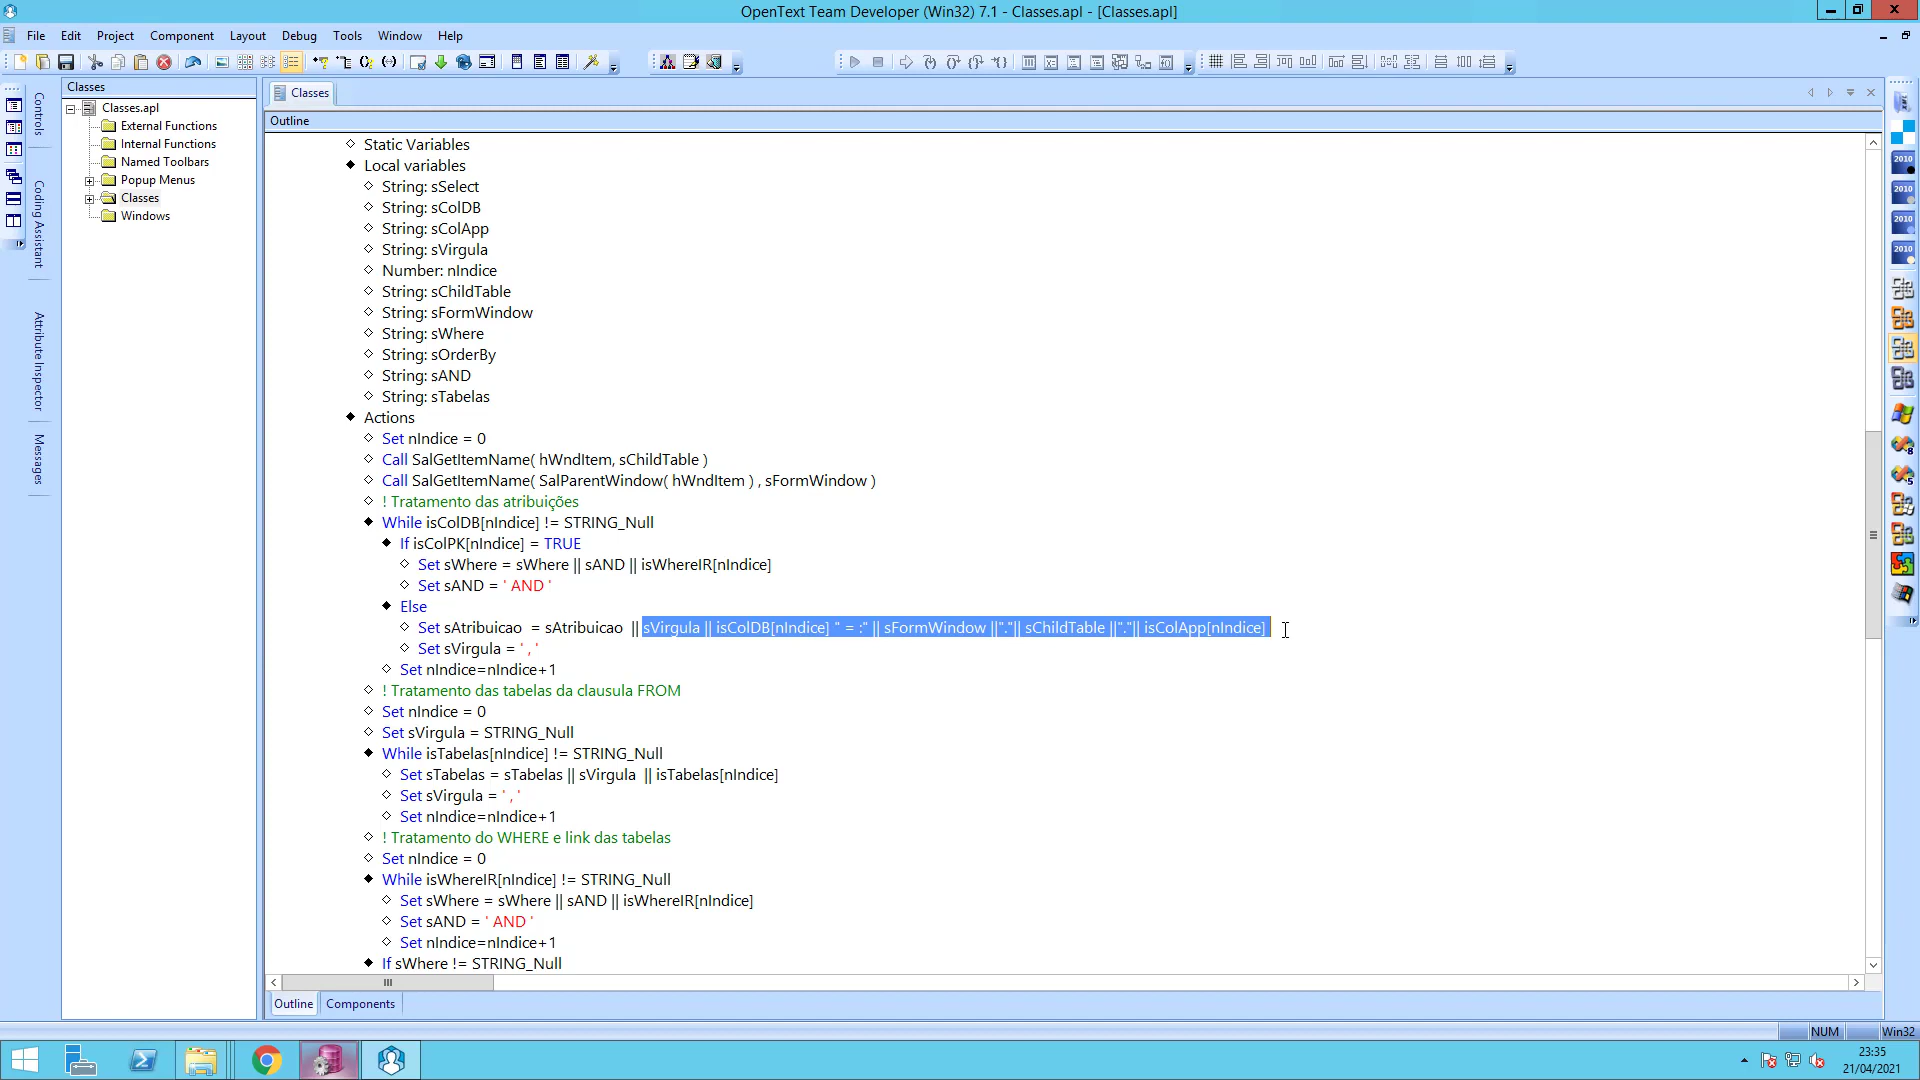 OpenText Team Developer (Win32) 7.1 - Classes.apl - [Classes.apl]
File Edit Project Component Layout Debug Tools Window Help
Classes
Classes.apl
External Functions
Internal Functions
Named Toolbars
Popup Menus
Classes
Windows
Controls
Coding Assistant
Attribute Inspector
Messages
Classes
Outline
Static Variables
Local variables
String: sSelect
String: sColDB
String: sColApp
String: sVirgula
Number: nIndice
String: sChildTable
String: sFormWindow
String: sWhere
String: sOrderBy
String: sAND
String: sTabelas
Actions
Set nIndice = 0
Call SalGetItemName( hWndItem, sChildTable )
Call SalGetItemName( SalParentWindow( hWndItem ) , sFormWindow )
! Tratamento das atribuições
While isColDB[nIndice] != STRING_Null
If isColPK[nIndice] = TRUE
Set sWhere = sWhere || sAND || isWhereIR[nIndice]
Set sAND = ' AND '
Else
Set sAtribuicao  = sAtribuicao  || sVirgula || isColDB[nIndice] " = :" || sFormWindow ||"."|| sChildTable ||"."|| isColApp[nIndice]
Set sVirgula = ' , '
Set nIndice=nIndice+1
! Tratamento das tabelas da clausula FROM
Set nIndice = 0
Set sVirgula = STRING_Null
While isTabelas[nIndice] != STRING_Null
Set sTabelas = sTabelas || sVirgula  || isTabelas[nIndice]
Set sVirgula = ' , '
Set nIndice=nIndice+1
! Tratamento do WHERE e link das tabelas
Set nIndice = 0
While isWhereIR[nIndice] != STRING_Null
Set sWhere = sWhere || sAND || isWhereIR[nIndice]
Set sAND = ' AND '
Set nIndice=nIndice+1
If sWhere != STRING_Null
Outline Components
2010
2010
2010
2010
NUM Win32
23:35
21/04/2021